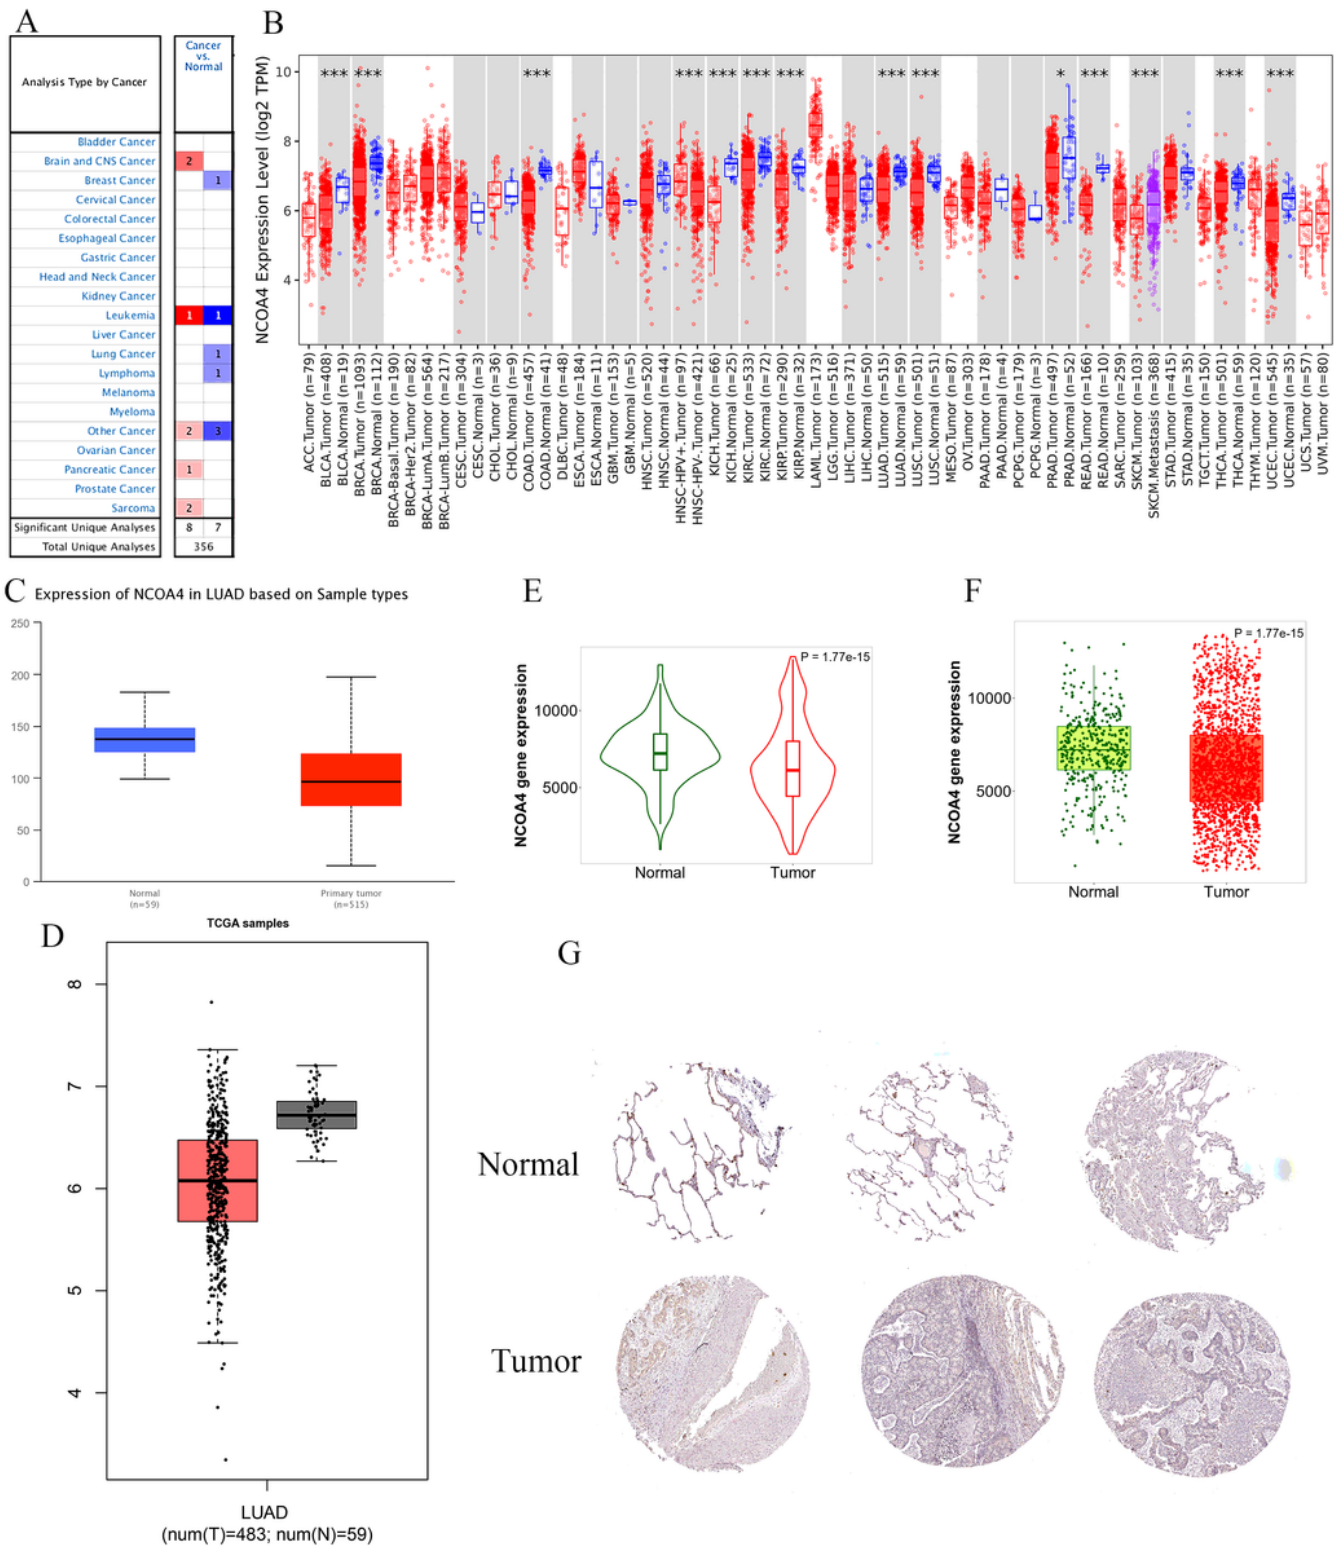 A
Analysis Type by Cancer
Cancer
vs.
Normal
Bladder Cancer
Brain and CNS Cancer 2
Breast Cancer 1
Cervical Cancer
Colorectal Cancer
Esophageal Cancer
Gastric Cancer
Head and Neck Cancer
Kidney Cancer
Leukemia 1 1
Liver Cancer
Lung Cancer 1
Lymphoma 1
Melanoma
Myeloma
Other Cancer 2 3
Ovarian Cancer
Pancreatic Cancer 1
Prostate Cancer
Sarcoma 2
Significant Unique Analyses 8 7
Total Unique Analyses 356
B
NCOA4 Expression Level (log2 TPM)
10
8
6
4
*** *** *** *** *** *** *** *** *** * *** *** *** ***
ACC.Tumor (n=79)
BLCA.Tumor (n=408)
BLCA.Normal (n=19)
BRCA.Tumor (n=1093)
BRCA.Normal (n=112)
BRCA-Basal.Tumor (n=190)
BRCA-Her2.Tumor (n=82)
BRCA-LumA.Tumor (n=564)
BRCA-LumB.Tumor (n=217)
CESC.Tumor (n=304)
CESC.Normal (n=3)
CHOL.Tumor (n=36)
CHOL.Normal (n=9)
COAD.Tumor (n=457)
COAD.Normal (n=41)
DLBC.Tumor (n=48)
ESCA.Tumor (n=184)
ESCA.Normal (n=11)
GBM.Tumor (n=153)
GBM.Normal (n=5)
HNSC.Tumor (n=520)
HNSC.Normal (n=44)
HNSC-HPV+.Tumor (n=97)
HNSC-HPV-.Tumor (n=421)
KICH.Tumor (n=66)
KICH.Normal (n=25)
KIRC.Tumor (n=533)
KIRC.Normal (n=72)
KIRP.Tumor (n=290)
KIRP.Normal (n=32)
LAML.Tumor (n=173)
LGG.Tumor (n=516)
LIHC.Tumor (n=371)
LIHC.Normal (n=50)
LUAD.Tumor (n=515)
LUAD.Normal (n=59)
LUSC.Tumor (n=501)
LUSC.Normal (n=51)
MESO.Tumor (n=87)
OV.Tumor (n=303)
PAAD.Tumor (n=178)
PAAD.Normal (n=4)
PCPG.Tumor (n=179)
PCPG.Normal (n=3)
PRAD.Tumor (n=497)
PRAD.Normal (n=52)
READ.Tumor (n=166)
READ.Normal (n=10)
SARC.Tumor (n=259)
SKCM.Tumor (n=103)
SKCM.Metastasis (n=368)
STAD.Tumor (n=415)
STAD.Normal (n=35)
TGCT.Tumor (n=150)
THCA.Tumor (n=501)
THCA.Normal (n=59)
THYM.Tumor (n=120)
UCEC.Tumor (n=545)
UCEC.Normal (n=35)
UCS.Tumor (n=57)
UVM.Tumor (n=80)
C
Expression of NCOA4 in LUAD based on Sample types
250
200
150
100
50
0
Normal
(n=59)
Primary tumor
(n=515)
TCGA samples
D
8
7
6
5
4
LUAD
(num(T)=483; num(N)=59)
E
NCOA4 gene expression
10000
5000
P = 1.77e-15
Normal
Tumor
F
NCOA4 gene expression
10000
5000
P = 1.77e-15
Normal
Tumor
G
Normal
Tumor